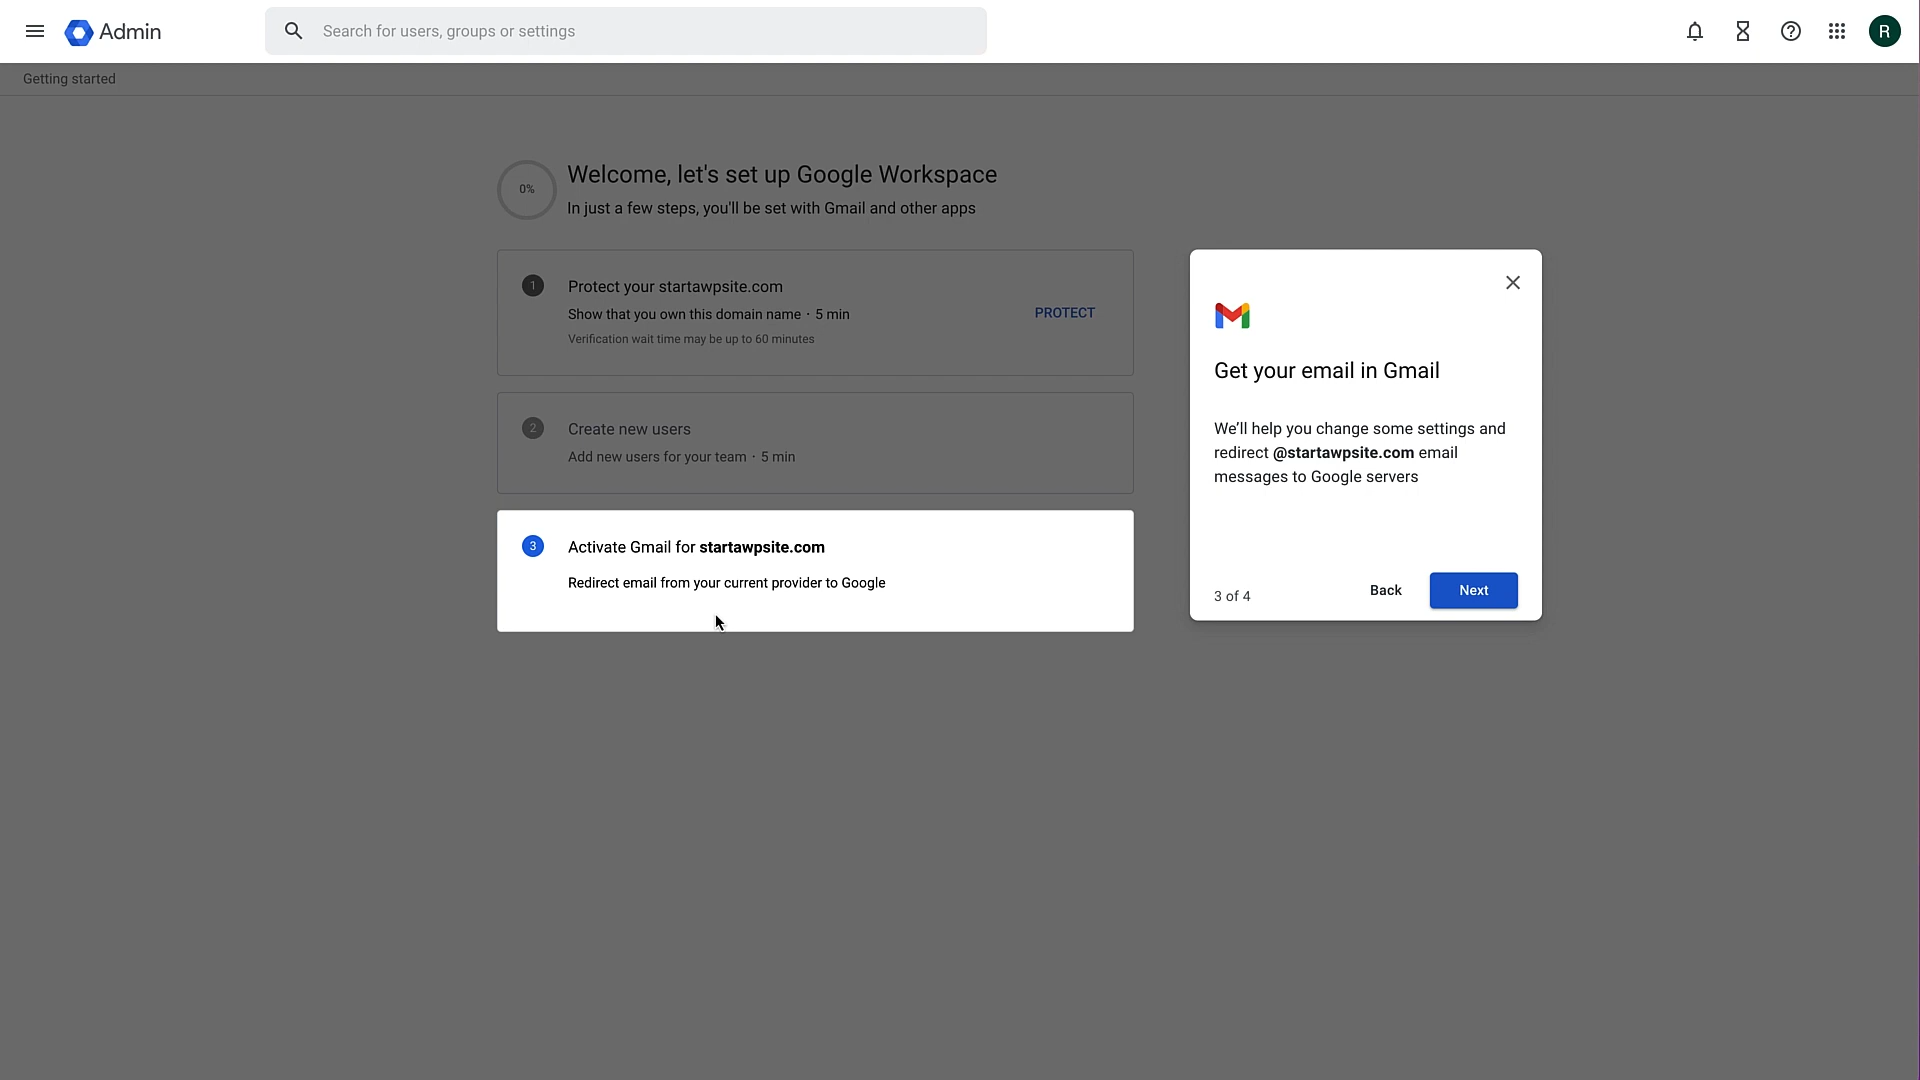 Admin
Search for users, groups or settings
R
Getting started
0%
Welcome, let's set up Google Workspace
In just a few steps, you'll be set with Gmail and other apps
1
Protect your startawpsite.com
Show that you own this domain name · 5 min
Verification wait time may be up to 60 minutes
PROTECT
2
Create new users
Add new users for your team · 5 min
3
Activate Gmail for startawpsite.com
Redirect email from your current provider to Google
Get your email in Gmail
We’ll help you change some settings and
redirect @startawpsite.com email
messages to Google servers
3 of 4
Back
Next